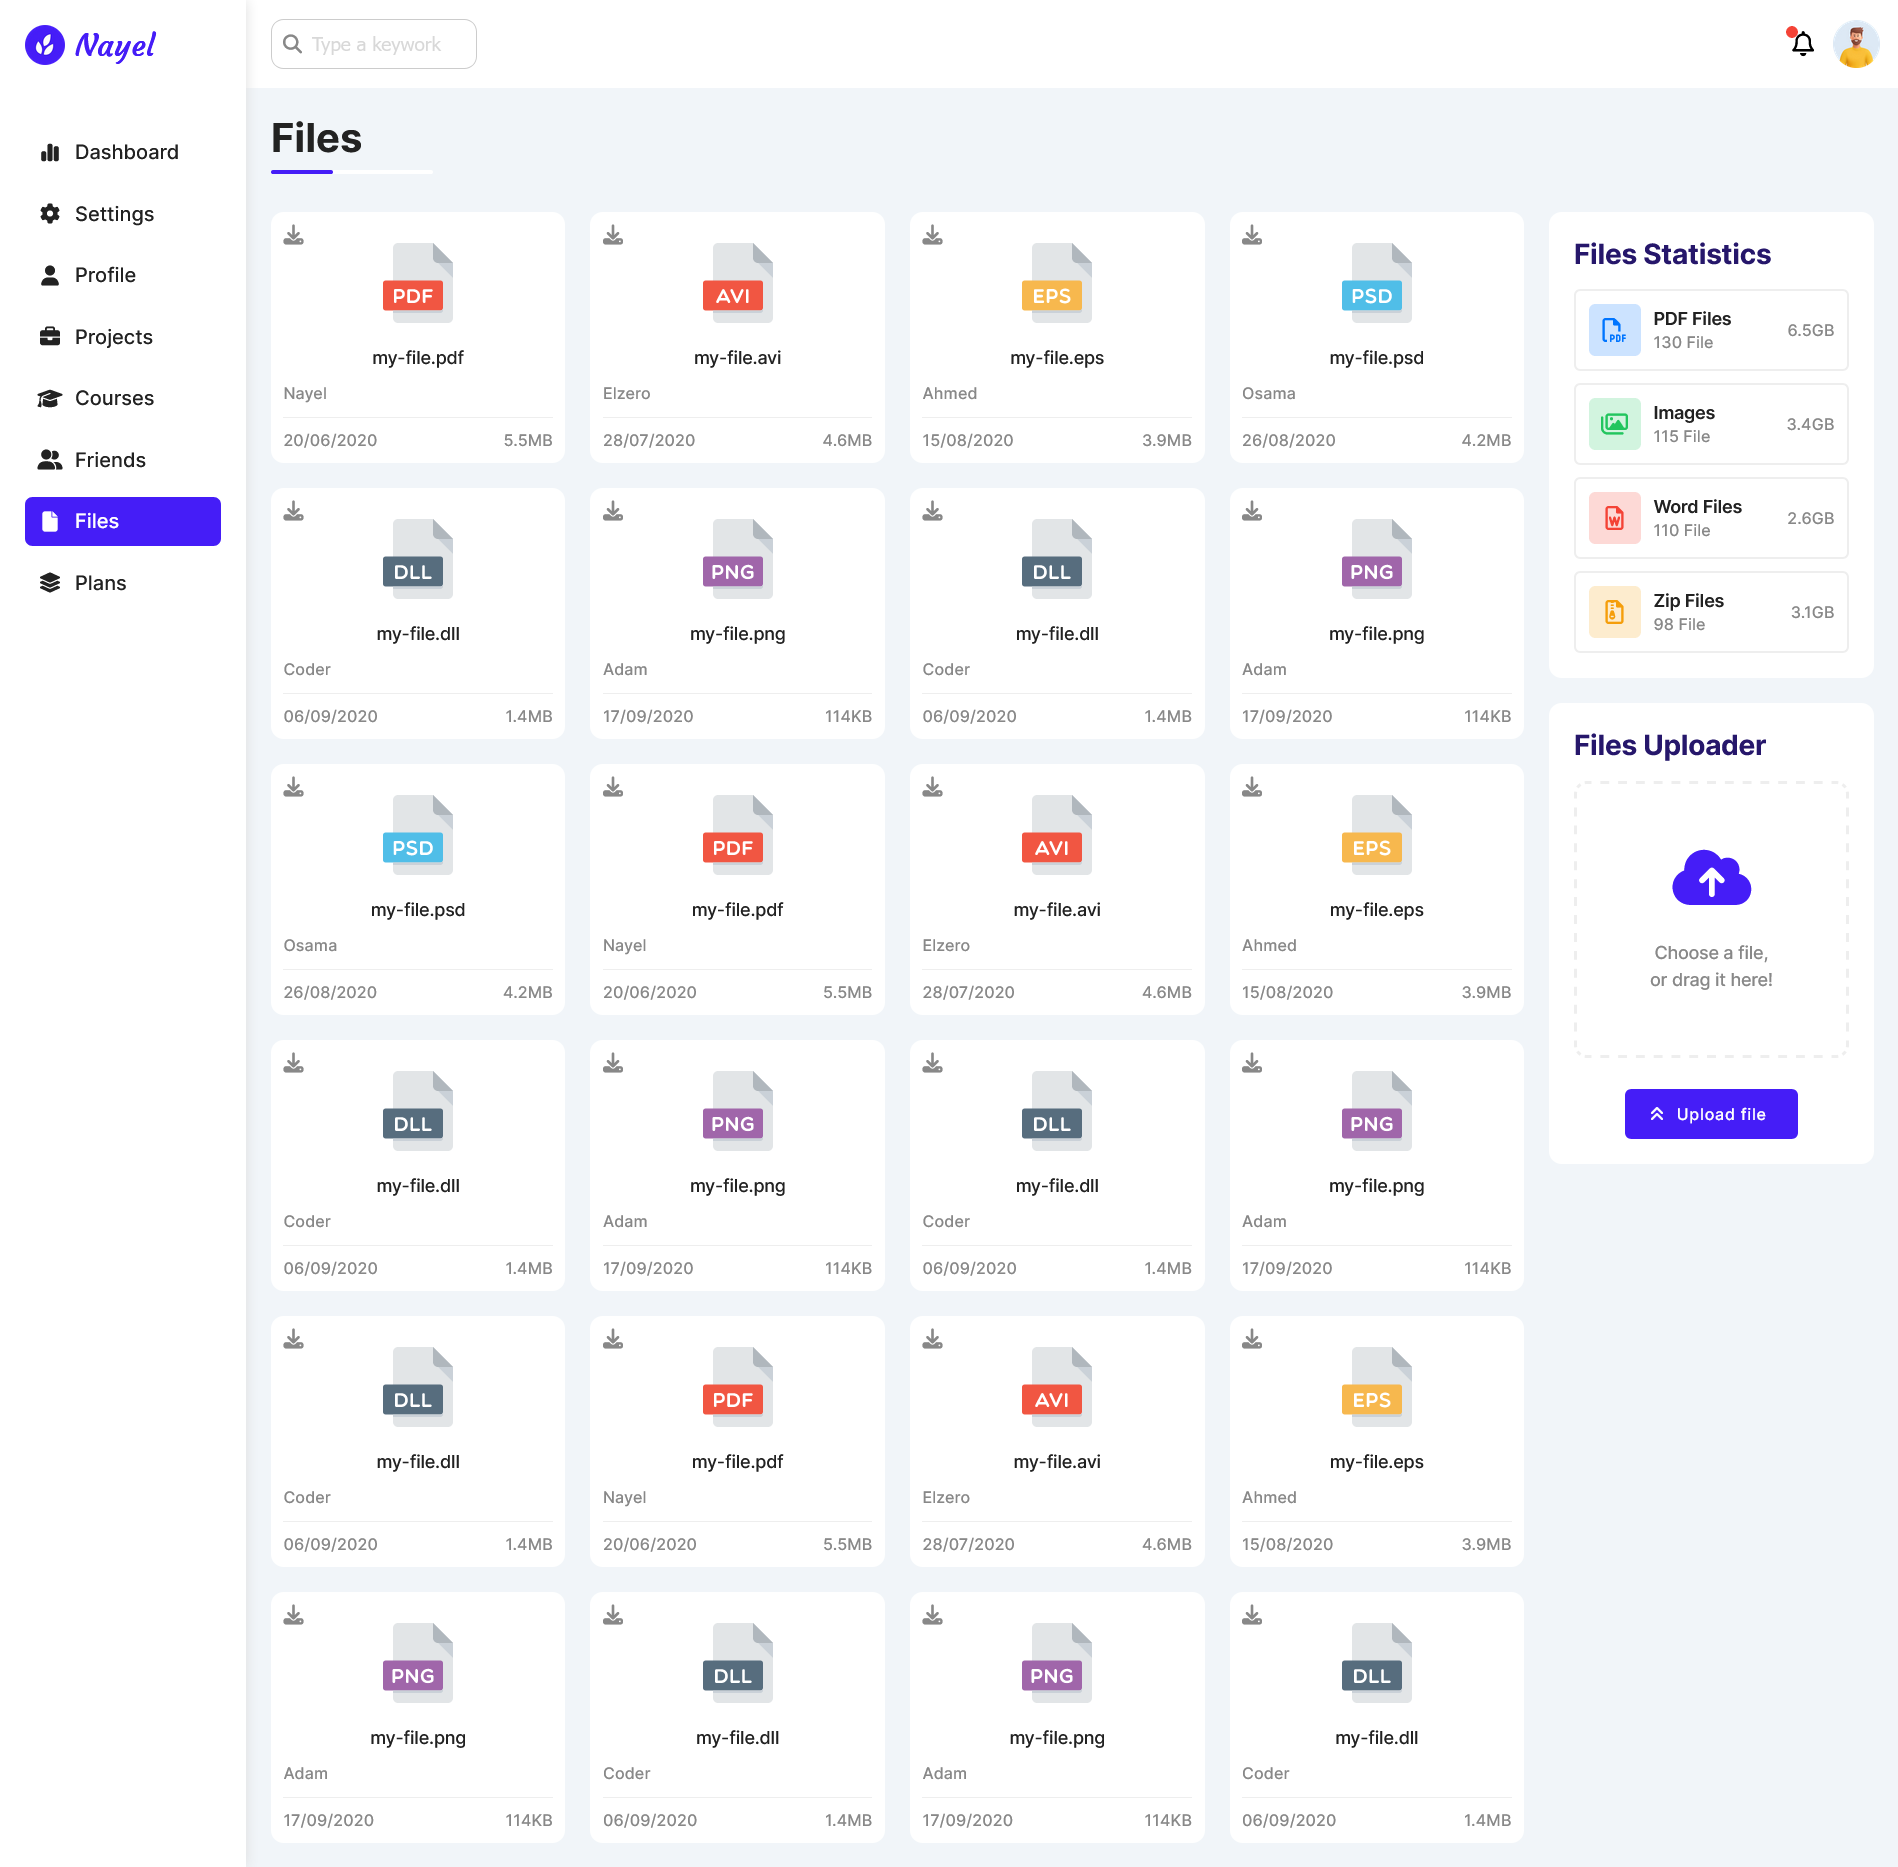 Nayel
Type a keywork
Dashboard
Settings
Profile
Projects
Courses
Friends
Files
Plans
Files
PDF
my-file.pdf
Nayel
20/06/2020 5.5MB
AVI
my-file.avi
Elzero
28/07/2020 4.6MB
EPS
my-file.eps
Ahmed
15/08/2020 3.9MB
PSD
my-file.psd
Osama
26/08/2020 4.2MB
DLL
my-file.dll
Coder
06/09/2020 1.4MB
PNG
my-file.png
Adam
17/09/2020 114KB
DLL
my-file.dll
Coder
06/09/2020 1.4MB
PNG
my-file.png
Adam
17/09/2020 114KB
PSD
my-file.psd
Osama
26/08/2020 4.2MB
PDF
my-file.pdf
Nayel
20/06/2020 5.5MB
AVI
my-file.avi
Elzero
28/07/2020 4.6MB
EPS
my-file.eps
Ahmed
15/08/2020 3.9MB
DLL
my-file.dll
Coder
06/09/2020 1.4MB
PNG
my-file.png
Adam
17/09/2020 114KB
DLL
my-file.dll
Coder
06/09/2020 1.4MB
PNG
my-file.png
Adam
17/09/2020 114KB
DLL
my-file.dll
Coder
06/09/2020 1.4MB
PDF
my-file.pdf
Nayel
20/06/2020 5.5MB
AVI
my-file.avi
Elzero
28/07/2020 4.6MB
EPS
my-file.eps
Ahmed
15/08/2020 3.9MB
PNG
my-file.png
Adam
17/09/2020 114KB
DLL
my-file.dll
Coder
06/09/2020 1.4MB
PNG
my-file.png
Adam
17/09/2020 114KB
DLL
my-file.dll
Coder
06/09/2020 1.4MB
Files Statistics
PDF
PDF Files
130 File
6.5GB
Images
115 File
3.4GB
W
Word Files
110 File
2.6GB
Zip Files
98 File
3.1GB
Files Uploader
Choose a file,
or drag it here!
Upload file